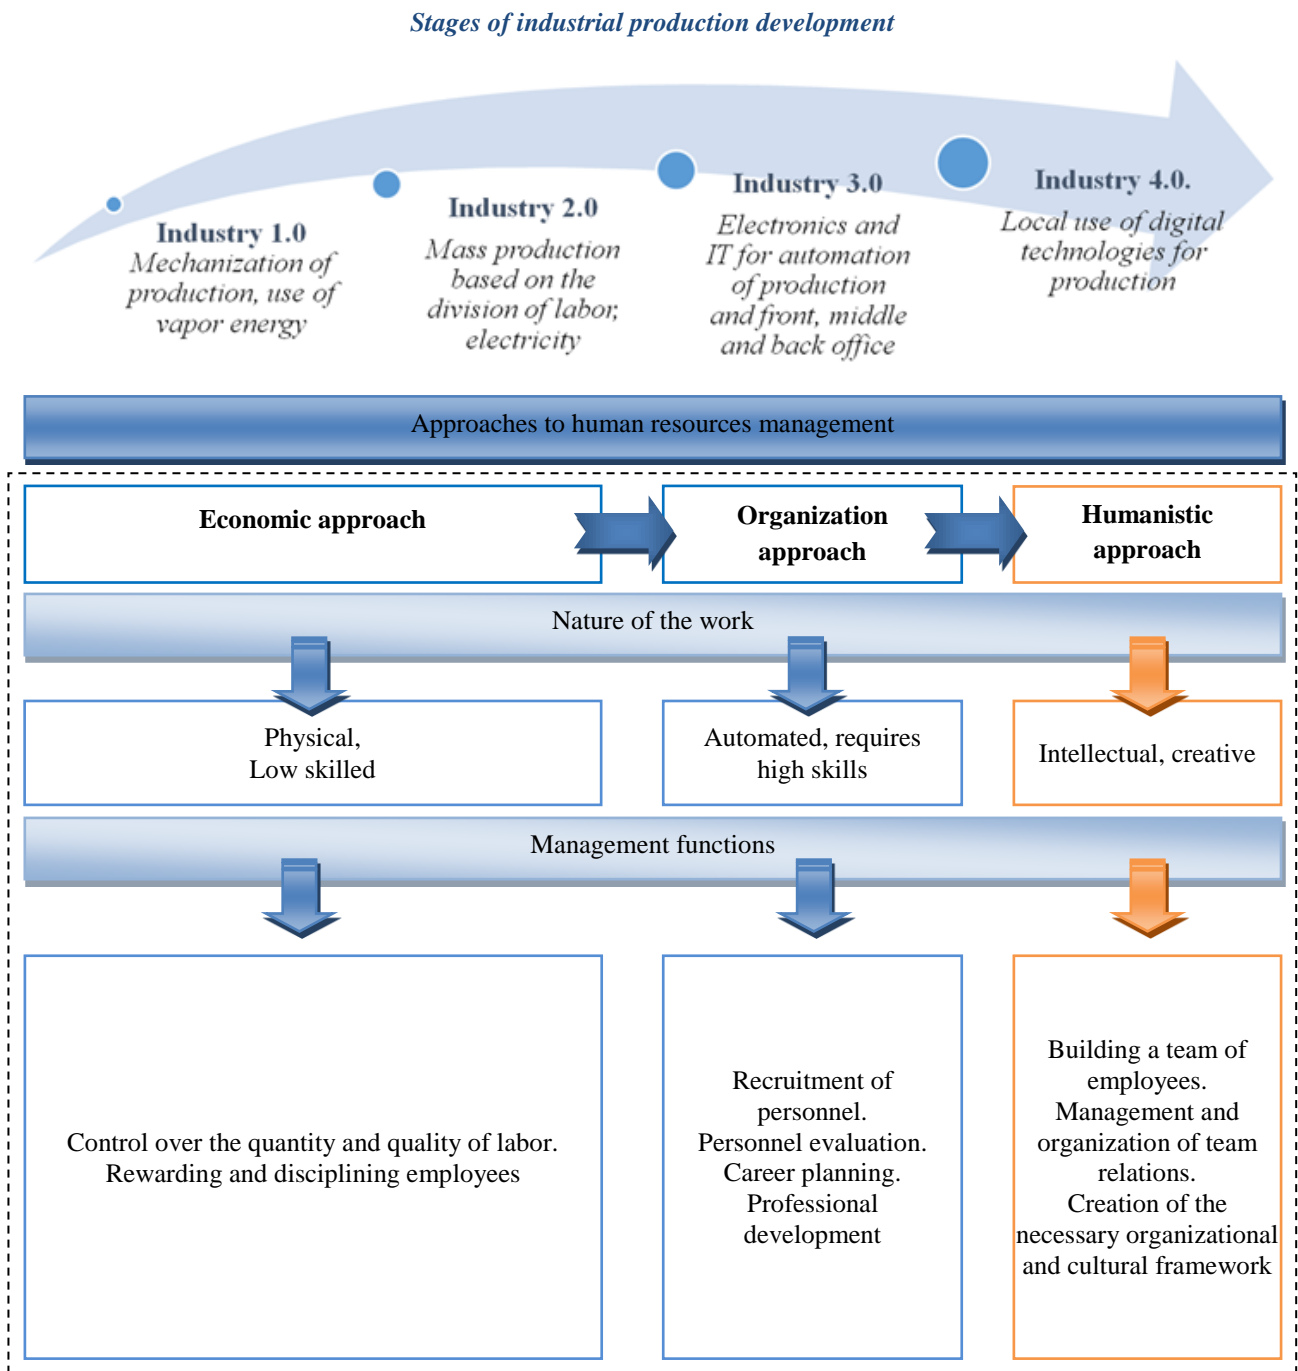 Stages of industrial production development
Industry 1.0
Mechanization of
production, use of
vapor energy
Industry 2.0
Mass production
based on the
division of labor,
electricity
Industry 3.0
Electronics and
IT for automation
of production
and front, middle
and back office
Industry 4.0.
Local use of digital
technologies for
production
Approaches to human resources management
Economic approach
Organization
approach
Humanistic
approach
Nature of the work
Physical,
Low skilled
Automated, requires
high skills
Intellectual, creative
Management functions
Control over the quantity and quality of labor.
Rewarding and disciplining employees
Recruitment of
personnel.
Personnel evaluation.
Career planning.
Professional
development
Building a team of
employees.
Management and
organization of team
relations.
Creation of the
necessary organizational
and cultural framework